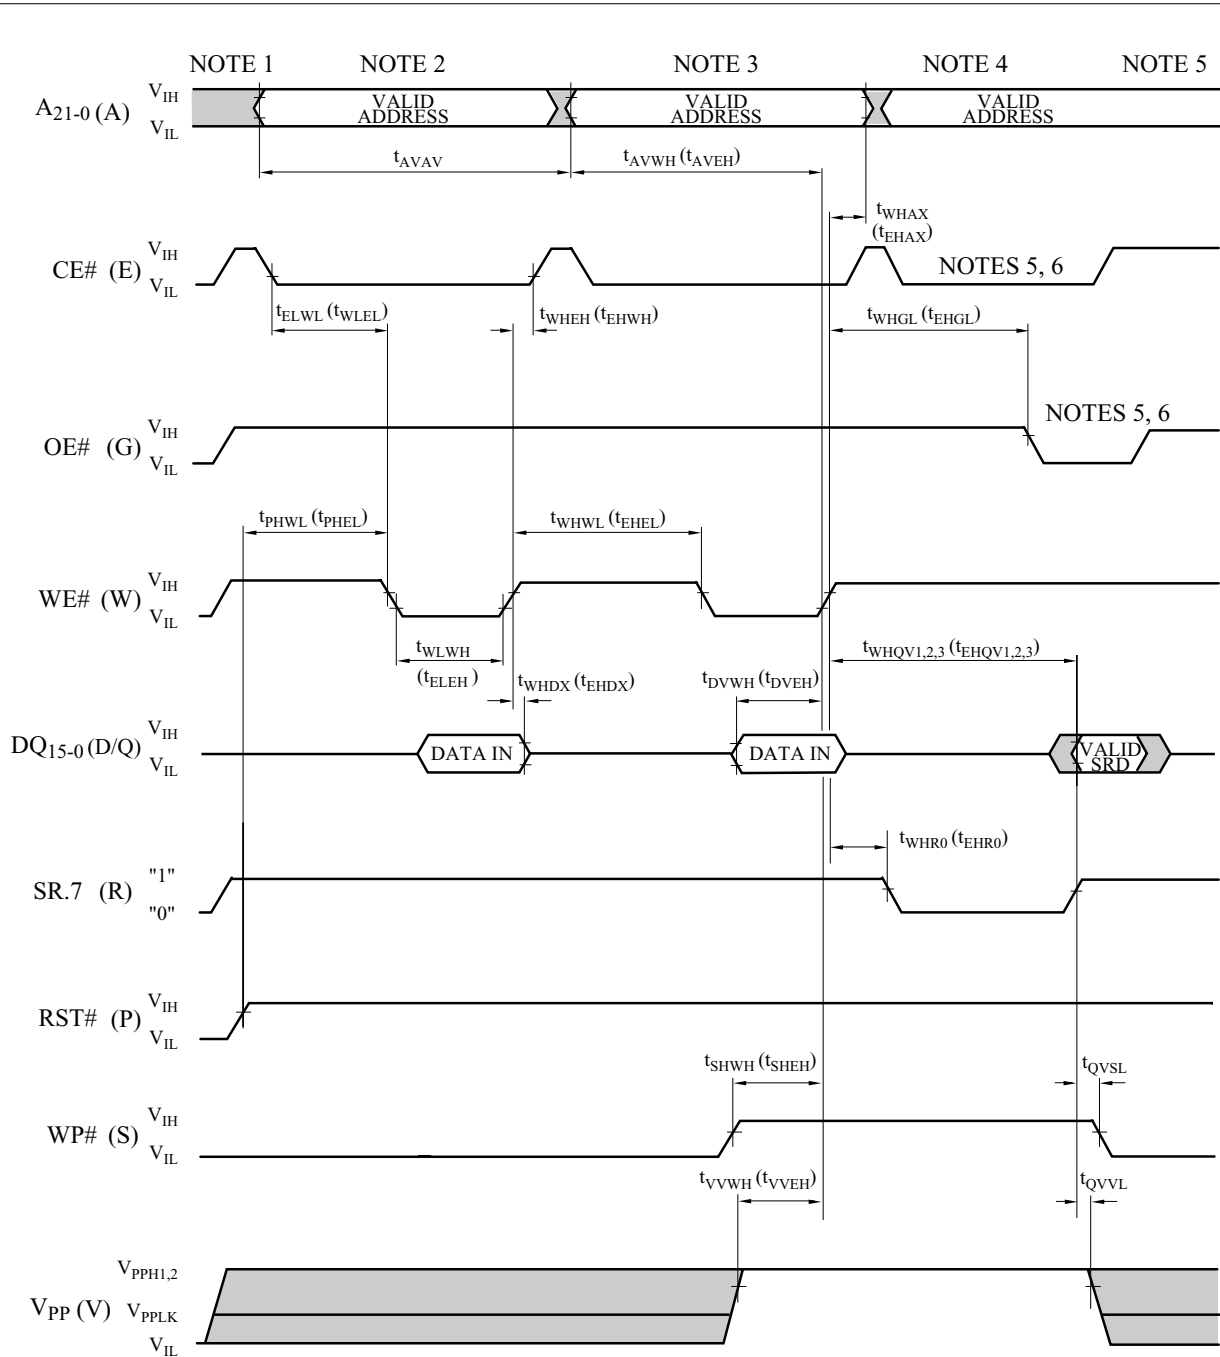 NOTE 1 NOTE 2 NOTE 3 NOTE 4 NOTE 5
A21-0 (A) VIH VIL
VALID ADDRESS VALID ADDRESS VALID ADDRESS
tAVAV tAVWH (tAVEH)
tWHAX
(tEHAX)
CE# (E) VIH VIL
NOTES 5, 6
tELWL (tWLEL) tWHEH (tEHWH) tWHGL (tEHGL)
OE# (G) VIH VIL
NOTES 5, 6
tPHWL (tPHEL) tWHWL (tEHEL)
WE# (W) VIH VIL
tWLWH
(tELEH )
tWHQV1,2,3 (tEHQV1,2,3)
tWHDX (tEHDX) tDVWH (tDVEH)
DQ15-0 (D/Q) VIH VIL
DATA IN DATA IN VALID SRD
tWHR0 (tEHR0)
SR.7 (R) "1" "0"
RST# (P) VIH VIL
tSHWH (tSHEH) tQVSL
WP# (S) VIH VIL
tVVWH (tVVEH) tQVVL
VPP (V) VPPH1,2 VPPLK VIL